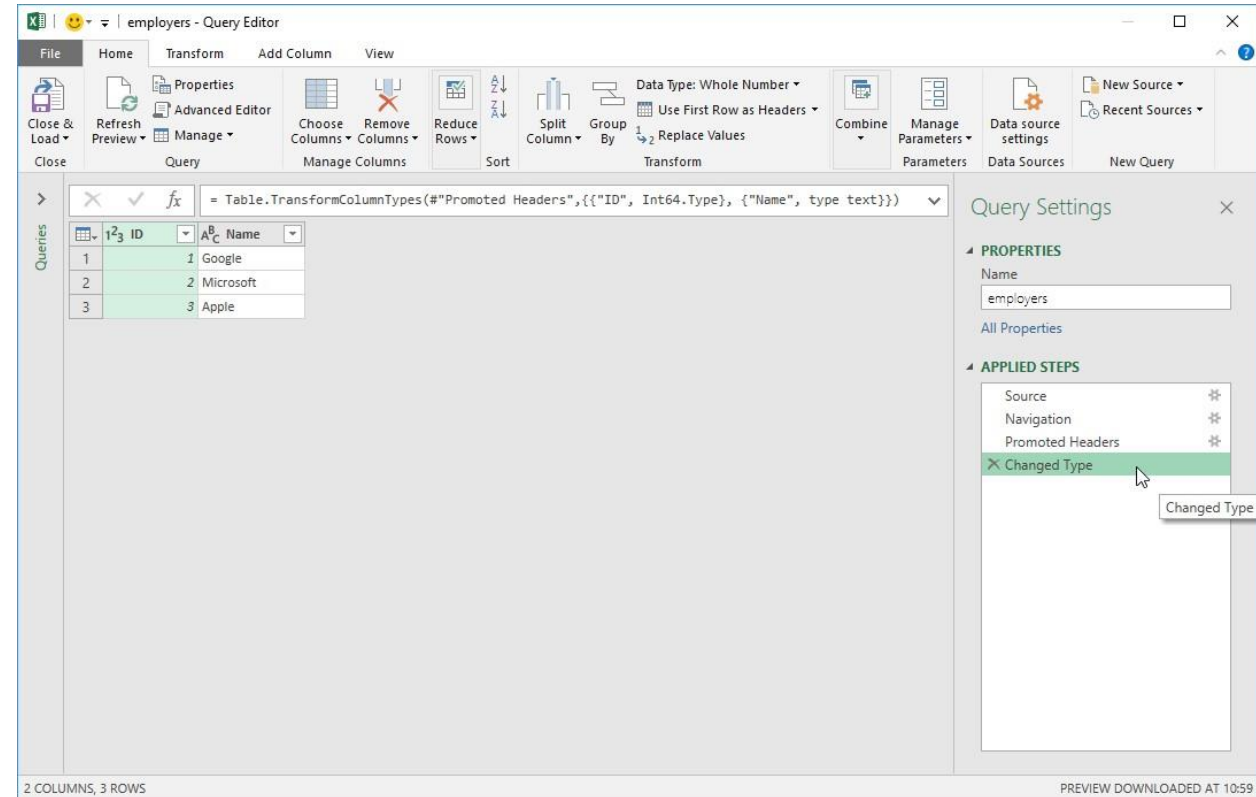 employers - Query Editor
File Home Transform Add Column View
Close & Load
Refresh Preview
Properties
Advanced Editor
Manage
Choose Columns
Remove Columns
Reduce Rows
Split Column
Group By
Data Type: Whole Number
Use First Row as Headers
Replace Values
Combine
Manage Parameters
Data source settings
New Source
Recent Sources
Close Query Manage Columns Sort Transform Parameters Data Sources New Query
Queries
fx = Table.TransformColumnTypes(#"Promoted Headers",{{"ID", Int64.Type}, {"Name", type text}})
123 ID ABC Name
1 1 Google
2 2 Microsoft
3 3 Apple
Query Settings
PROPERTIES
Name
employers
All Properties
APPLIED STEPS
Source
Navigation
Promoted Headers
Changed Type
Changed Type
2 COLUMNS, 3 ROWS
PREVIEW DOWNLOADED AT 10:59